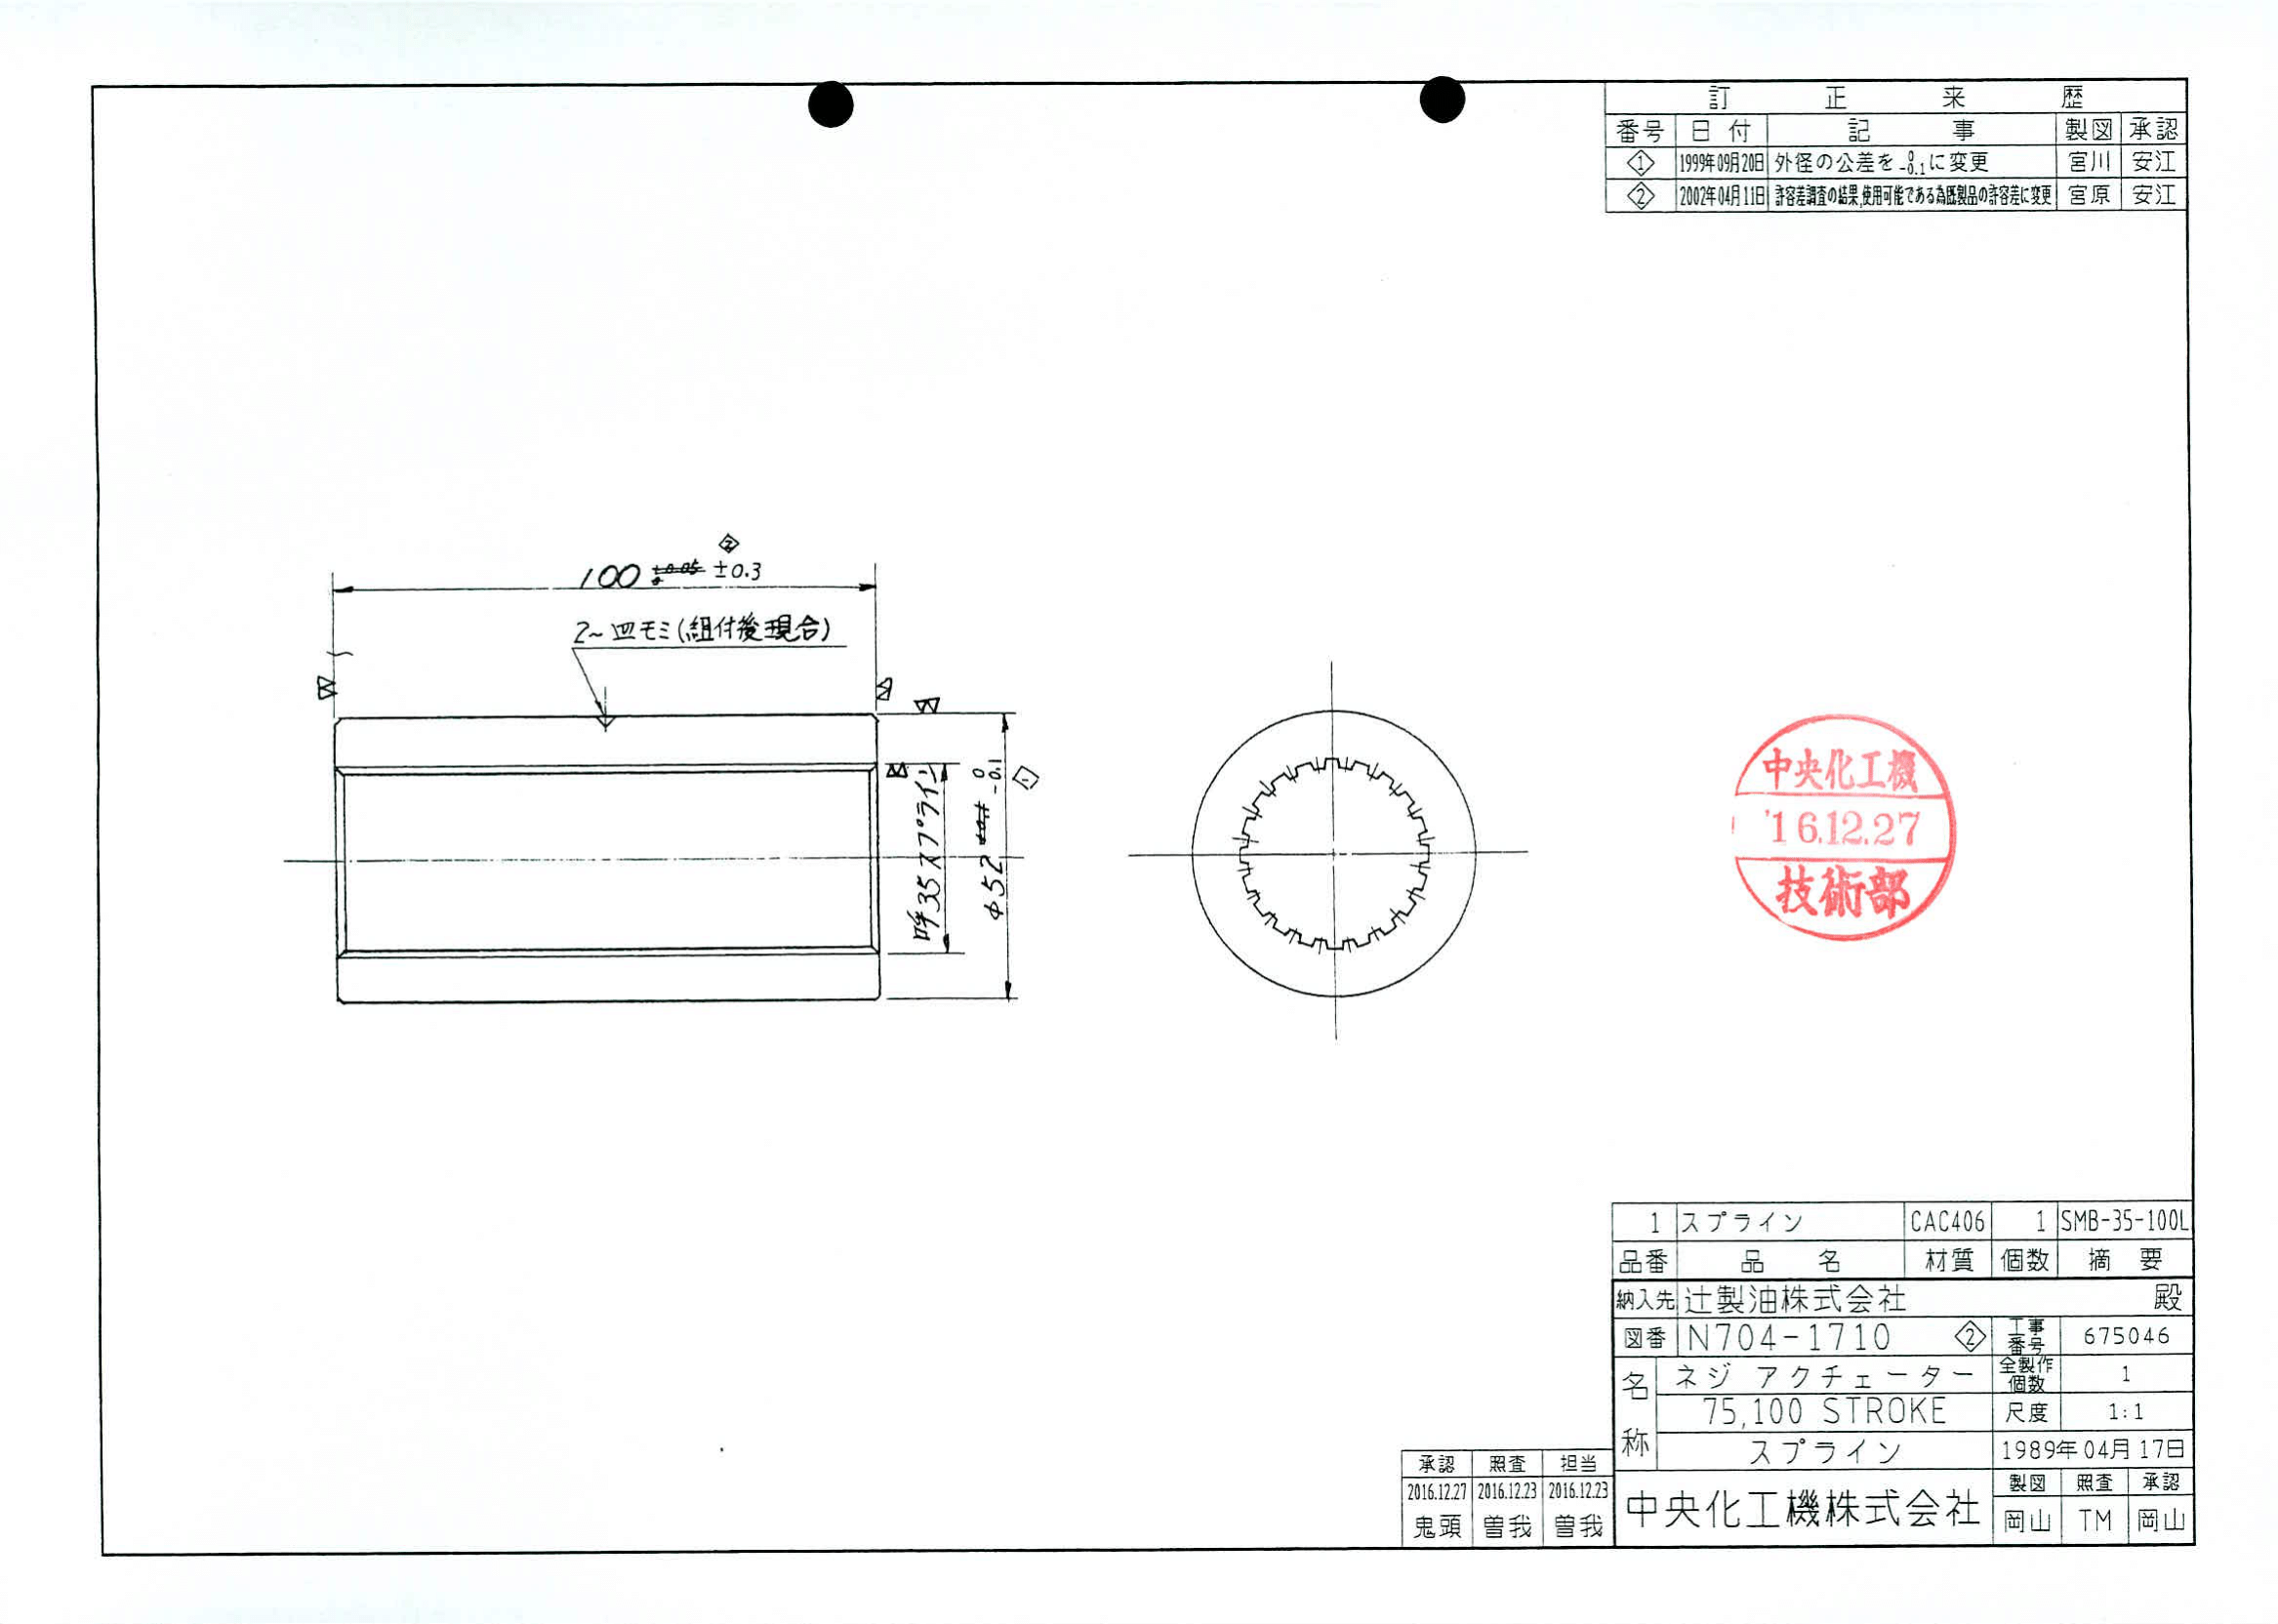 訂正来歴
番号 日付 記事 製図 承認
1 1999年09月20日 外径の公差を 0 -0.1 に変更 宮川 安江
2 2002年04月11日 許容差調査の結果,使用可能である為既製品の許容差に変更 宮原 安江
2
100 +0.05 0 ±0.3
2~皿モミ(組付後現合)
呼35スプライン
φ52 0 -0.1
1
中央化工機
'16.12.27
技術部
1 スプライン CAC406 1 SMB-35-100L
品番 品名 材質 個数 摘要
納入先 辻製油株式会社 殿
図番 N704-1710 2 工事番号 675046
名称 ネジ アクチェーター 全製作個数 1
75,100 STROKE 尺度 1:1
スプライン 1989年04月17日
承認 照査 担当
2016.12.27 2016.12.23 2016.12.23
鬼頭 曽我 曽我
中央化工機株式会社
製図 照査 承認
岡山 TM 岡山